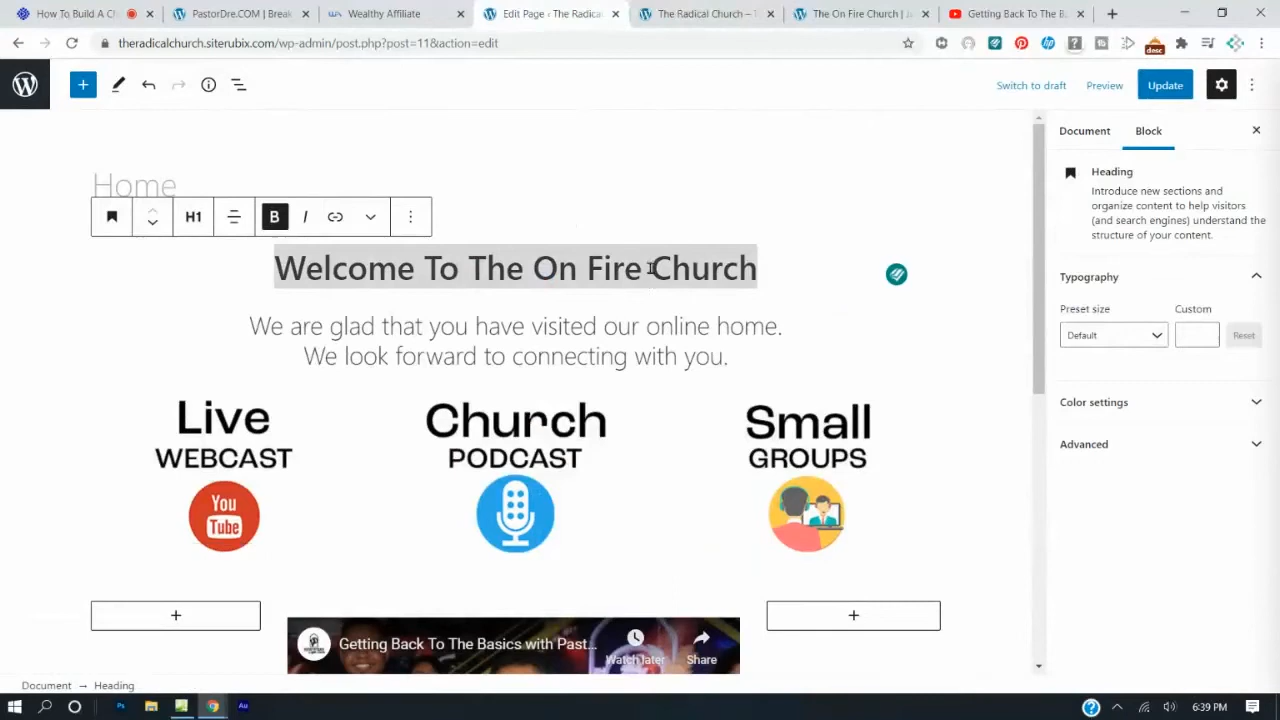 How To Build A C
PastorDre.COM | Break
Wealthy Affiliate
Edit Page ‹ The Radical
The Radical Church – T
The On Fire Church | Ja
Getting Back To The B
theradicalchurch.siterubix.com/wp-admin/post.php?post=11&action=edit
desc
Switch to draft
Preview
Update
Document
Block
Heading
Introduce new sections and
organize content to help visitors
(and search engines) understand the
structure of your content.
Typography
Preset size
Custom
Default
Reset
Color settings
Advanced
Home
H1
B
I
Welcome To The On Fire Church
We are glad that you have visited our online home.
We look forward to connecting with you.
Live
WEBCAST
You
Tube
Church
PODCAST
Small
GROUPS
Getting Back To The Basics with Past...
Watch later
Share
Document → Heading
Ps
Au
6:39 PM